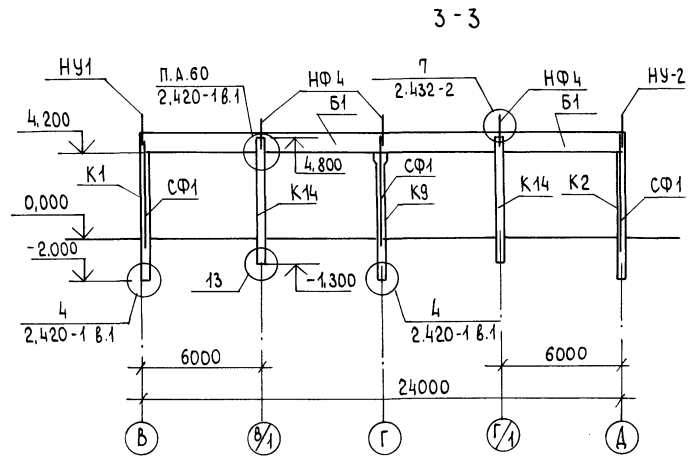 3-3
НУ1
П.А.60
2.420-1 в.1
НФ4
7
2.432-2
НФ4
НУ-2
Б1
Б1
4,200
4,800
К1
СФ1
К14
СФ1
К9
К14
К2
СФ1
0,000
-2.000
13
-1,300
4
2,420-1 в.1
4
2.420-1 в.1
6000
6000
24000
В
В/1
Г
Г/1
Д